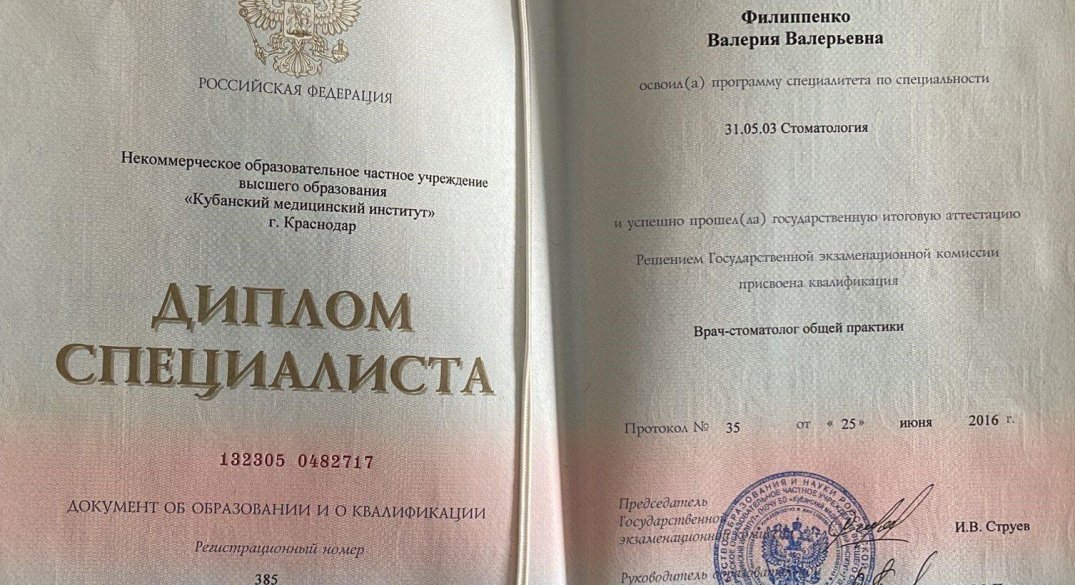 РОССИЙСКАЯ ФЕДЕРАЦИЯ
Некоммерческое образовательное частное учреждение
высшего образования
«Кубанский медицинский институт»
г. Краснодар
ДИПЛОМ
СПЕЦИАЛИСТА
132305 0482717
ДОКУМЕНТ ОБ ОБРАЗОВАНИИ И О КВАЛИФИКАЦИИ
Регистрационный номер
385
Филиппенко
Валерия Валерьевна
освоил(а) программу специалитета по специальности
31.05.03 Стоматология
и успешно прошел(ла) государственную итоговую аттестацию
Решением Государственной экзаменационной комиссии
присвоена квалификация
Врач-стоматолог общей практики
Протокол № 35 от « 25 » июня 2016 г.
Председатель
Государственной
экзаменационной
И.В. Струев
Руководитель